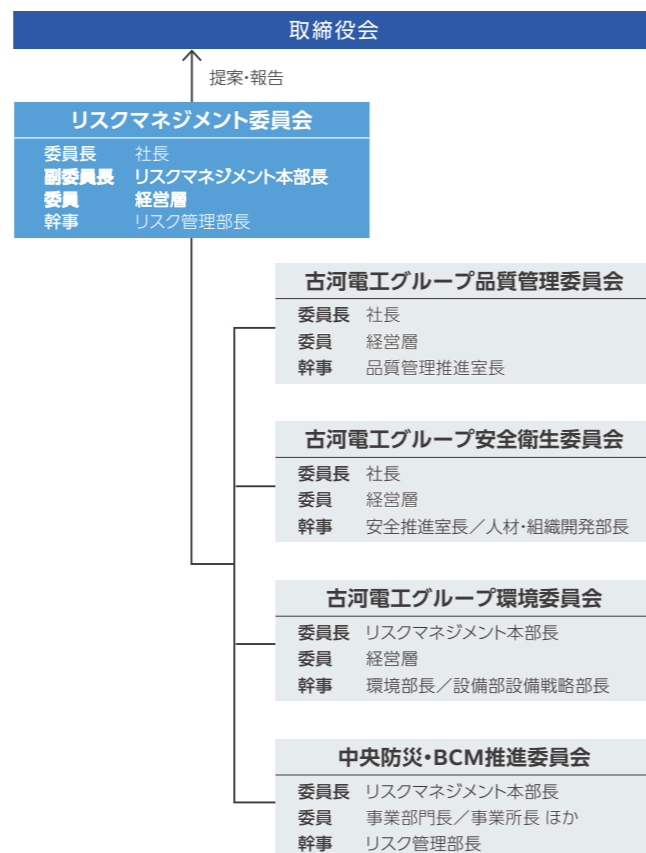 取締役会
提案・報告
リスクマネジメント委員会
委員長 社長
副委員長 リスクマネジメント本部長
委員 経営層
幹事 リスク管理部長
古河電工グループ品質管理委員会
委員長 社長
委員 経営層
幹事 品質管理推進室長
古河電工グループ安全衛生委員会
委員長 社長
委員 経営層
幹事 安全推進室長／人材・組織開発部長
古河電工グループ環境委員会
委員長 リスクマネジメント本部長
委員 経営層
幹事 環境部長／設備部設備戦略部長
中央防災・BCM推進委員会
委員長 リスクマネジメント本部長
委員 事業部門長／事業所長 ほか
幹事 リスク管理部長